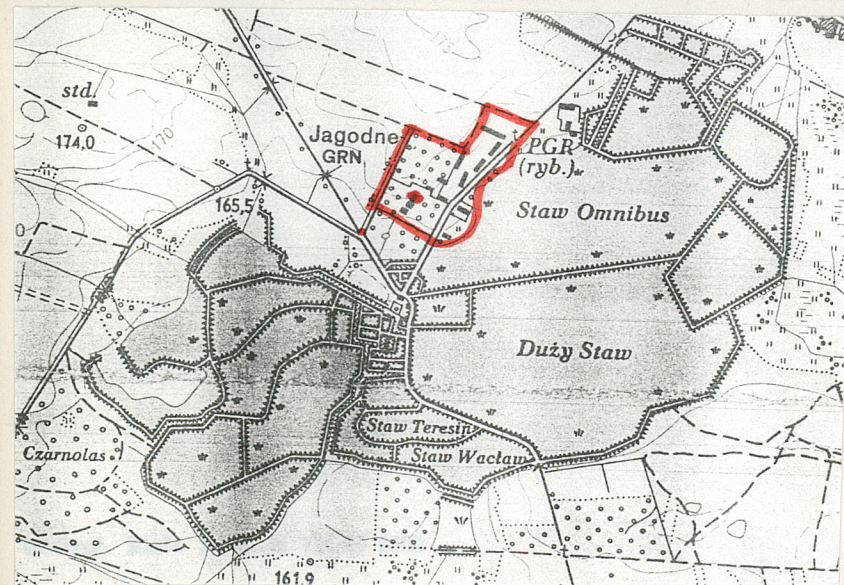 std.
174,0
170
175
Jagodne
GRN
PGR
(ryb.)
165,5
Staw Omnibus
Duży Staw
Staw Teresin
Staw Wacław
Czarnolas
161,9